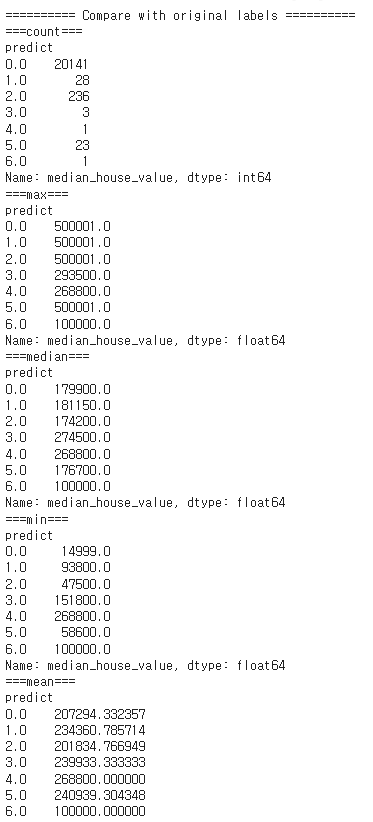 ========== Compare with original labels ==========
===count===
predict
0.0    20141
1.0       28
2.0      236
3.0        3
4.0        1
5.0       23
6.0        1
Name: median_house_value, dtype: int64
===max===
predict
0.0    500001.0
1.0    500001.0
2.0    500001.0
3.0    293500.0
4.0    268800.0
5.0    500001.0
6.0    100000.0
Name: median_house_value, dtype: float64
===median===
predict
0.0    179900.0
1.0    181150.0
2.0    174200.0
3.0    274500.0
4.0    268800.0
5.0    176700.0
6.0    100000.0
Name: median_house_value, dtype: float64
===min===
predict
0.0     14999.0
1.0     93800.0
2.0     47500.0
3.0    151800.0
4.0    268800.0
5.0     58600.0
6.0    100000.0
Name: median_house_value, dtype: float64
===mean===
predict
0.0    207294.332357
1.0    234360.785714
2.0    201834.766949
3.0    239933.333333
4.0    268800.000000
5.0    240939.304348
6.0    100000.000000